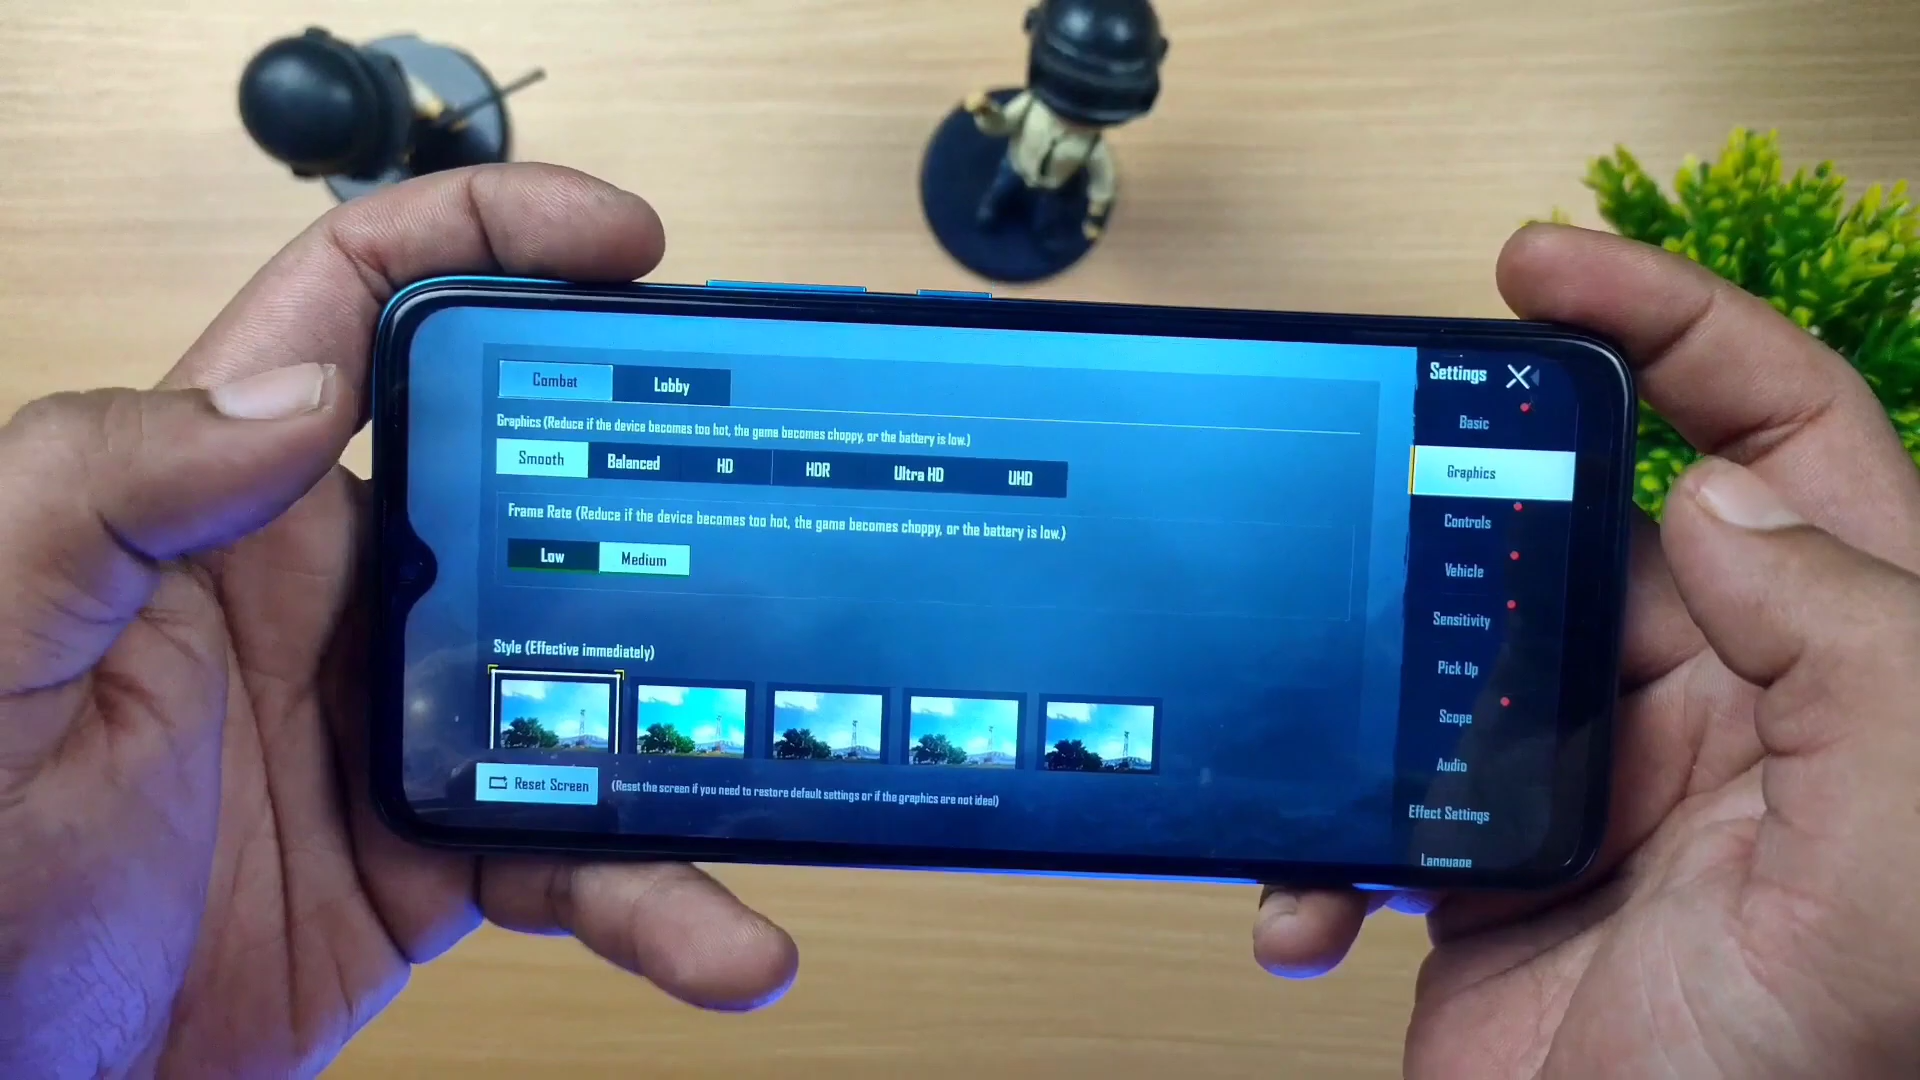 Combat Lobby
Graphics (Reduce if the device becomes too hot, the game becomes choppy, or the battery is low.)
Smooth Balanced HD HDR Ultra HD UHD
Frame Rate (Reduce if the device becomes too hot, the game becomes choppy, or the battery is low.)
Low Medium
Style (Effective immediately)
Reset Screen (Reset the screen if you need to restore default settings or if the graphics are not ideal)
Settings
Basic
Graphics
Controls
Vehicle
Sensitivity
Pick Up
Scope
Audio
Effect Settings
Language